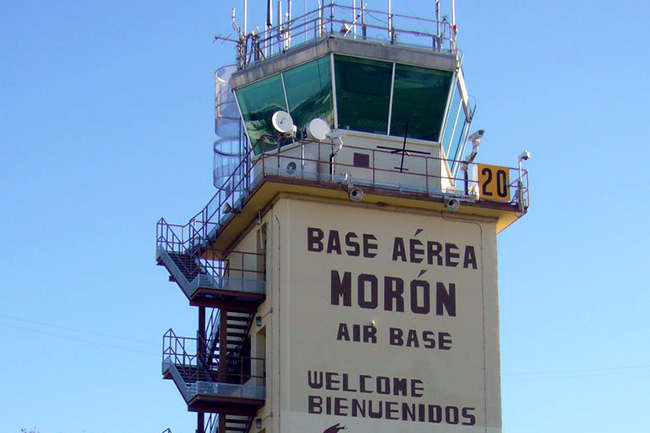 20
BASE AÉREA
MORÓN
AIR BASE
WELCOME
BIENVENIDOS